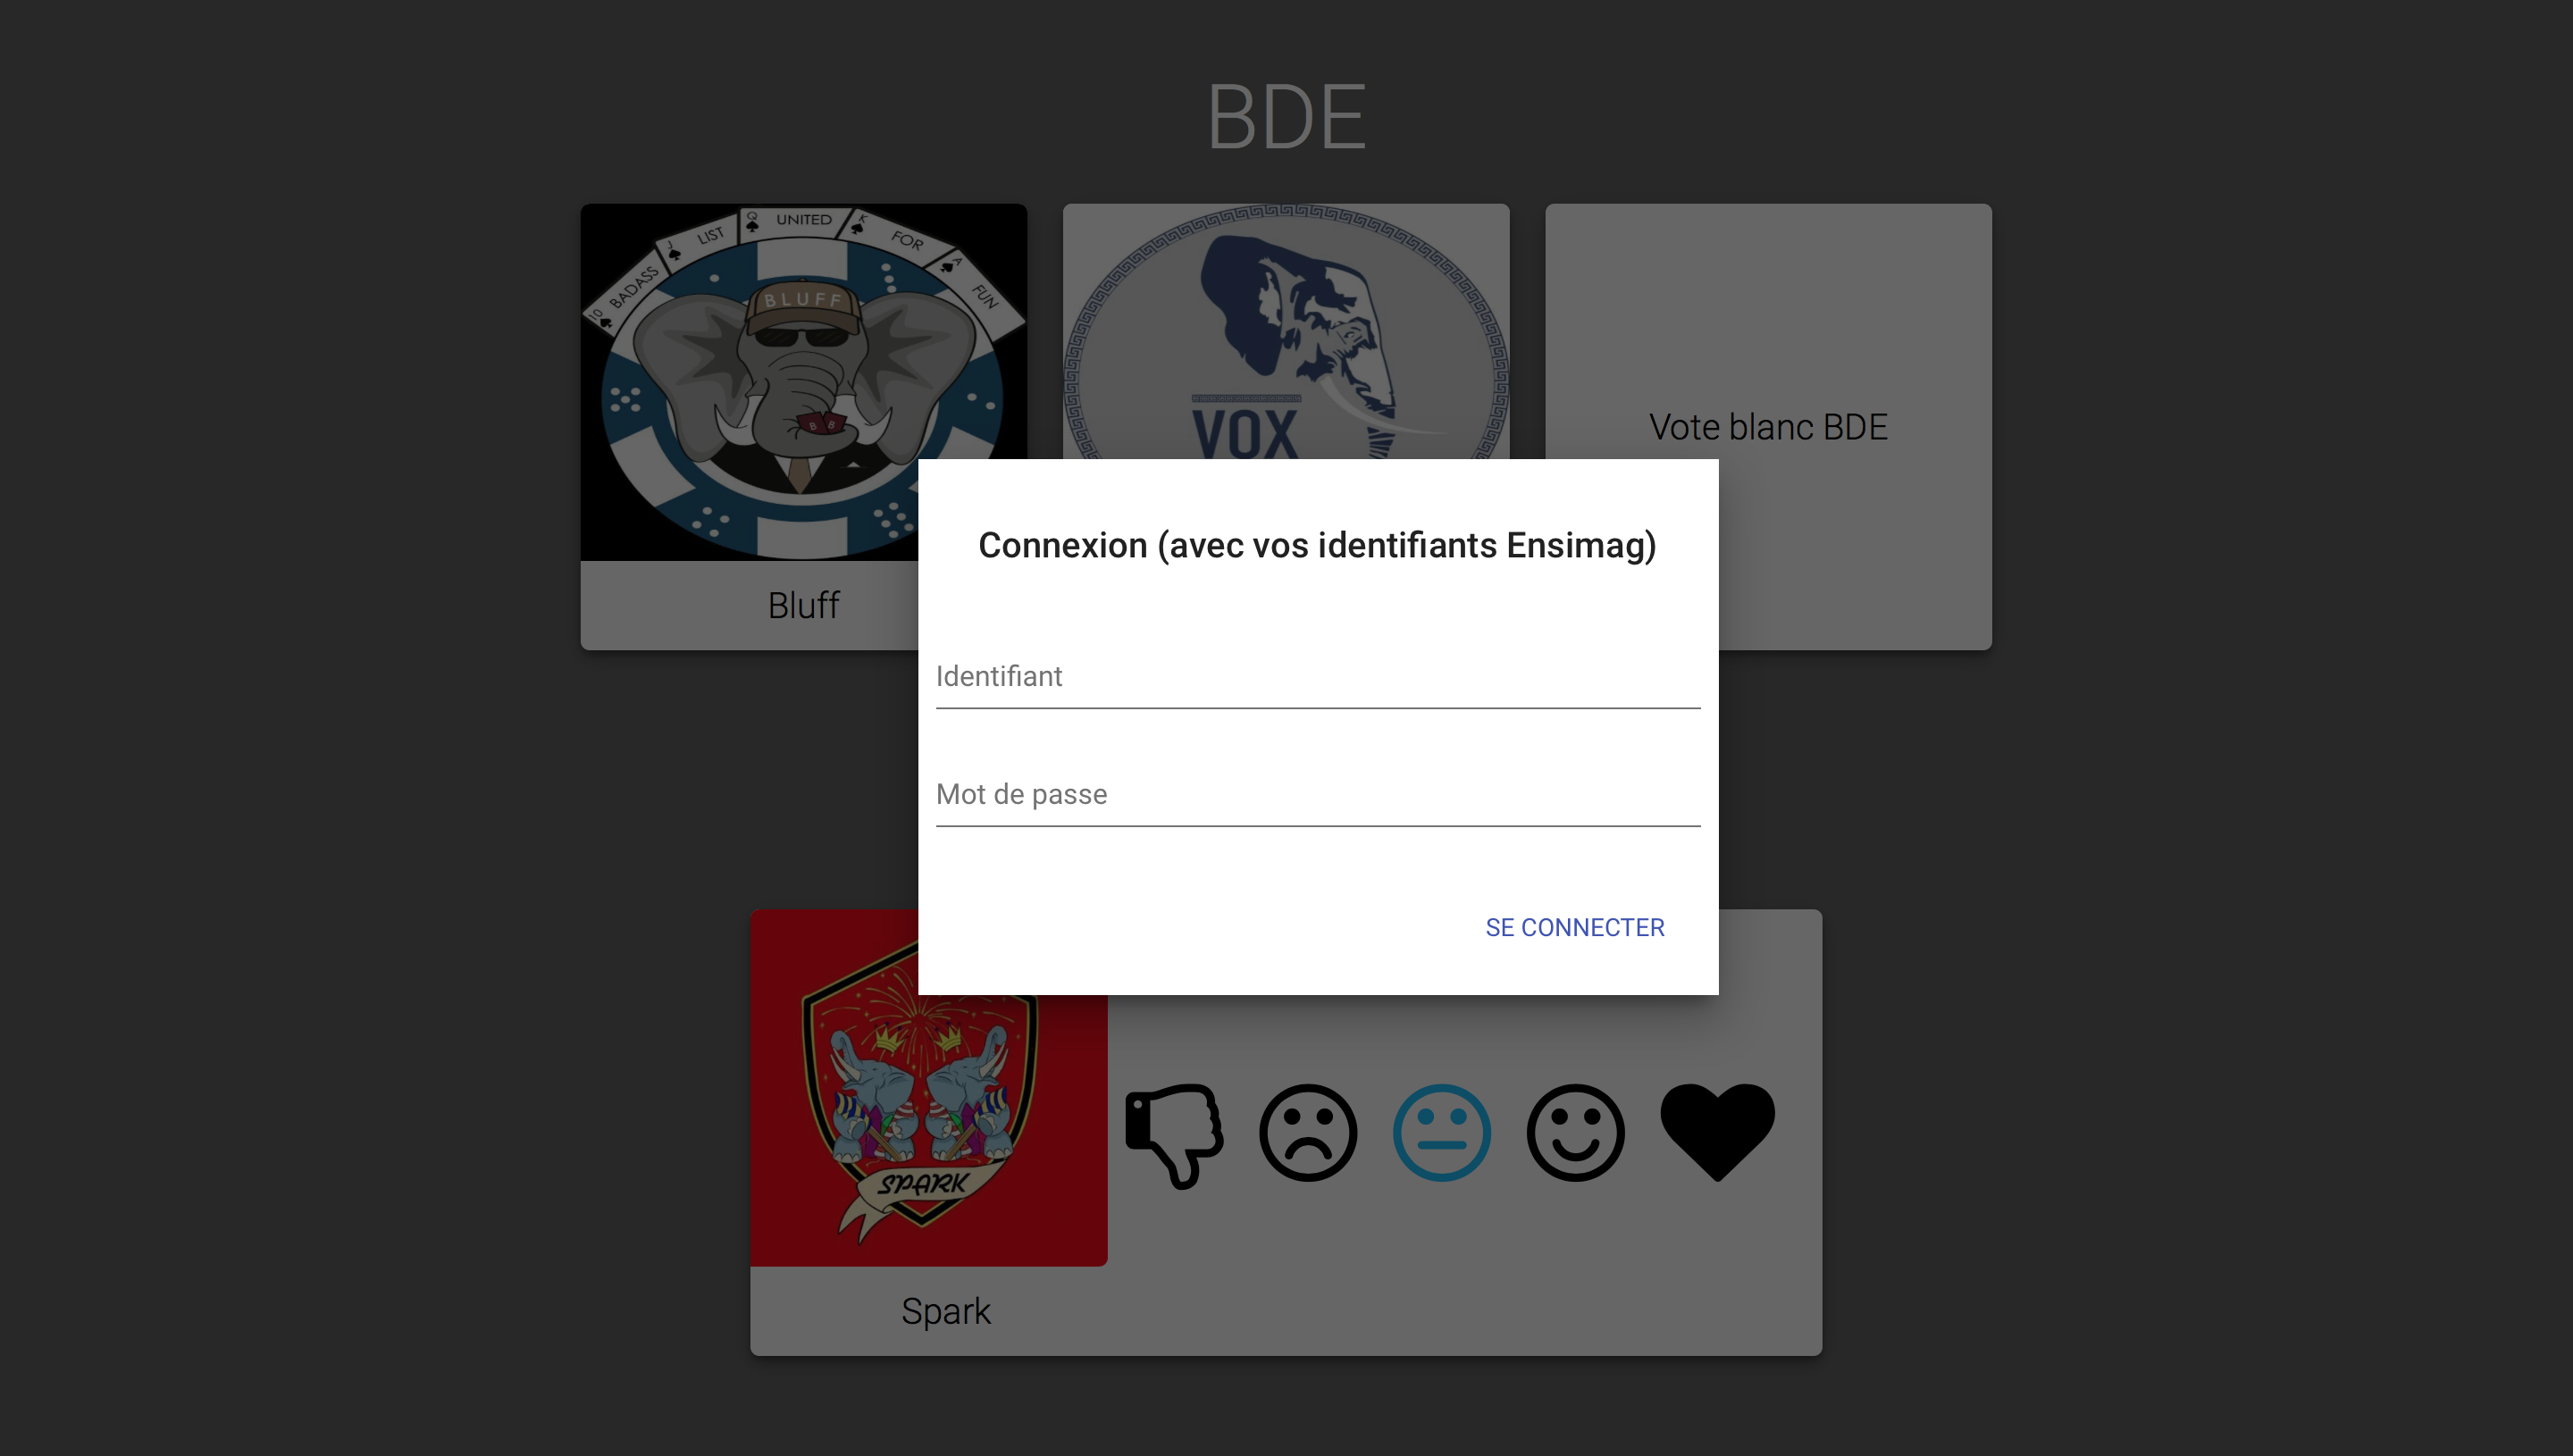 BDE
10 BADASS
J LIST
Q UNITED
K FOR
A FUN
BLUFF
B B
VOX
Vote blanc BDE
Bluff
Connexion (avec vos identifiants Ensimag)
Identifiant
Mot de passe
SE CONNECTER
SPARK
Spark